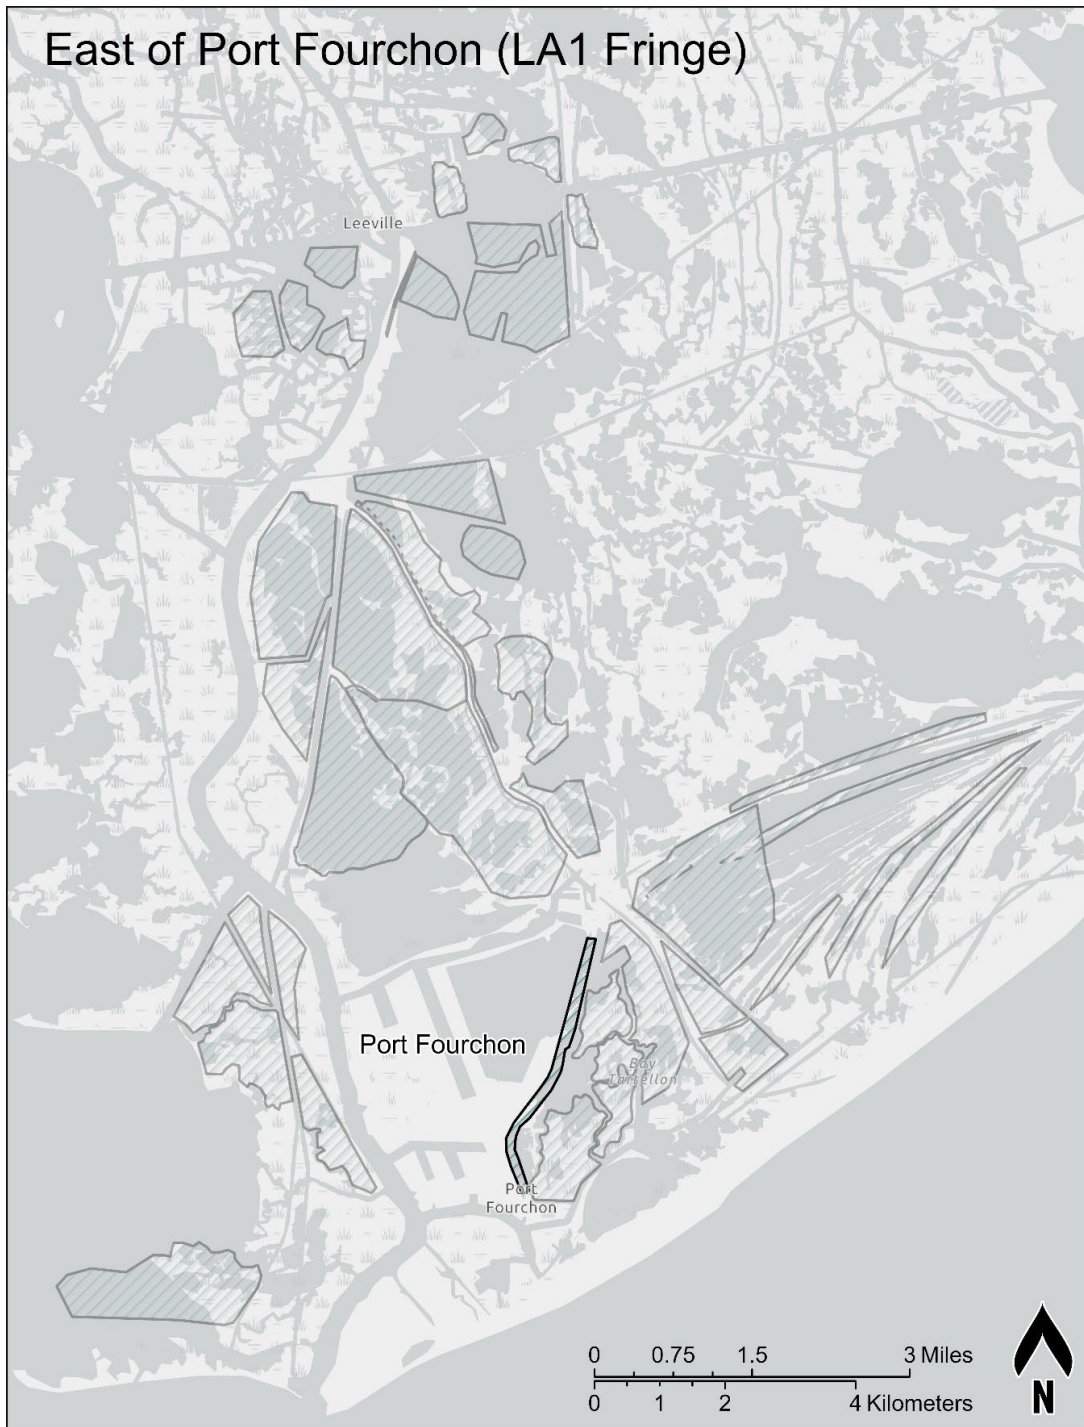 East of Port Fourchon (LA1 Fringe)
Leeville
Port Fourchon
Bay
Tartellon
Port
Fourchon
0 0.75 1.5 3 Miles
0 1 2 4 Kilometers
N